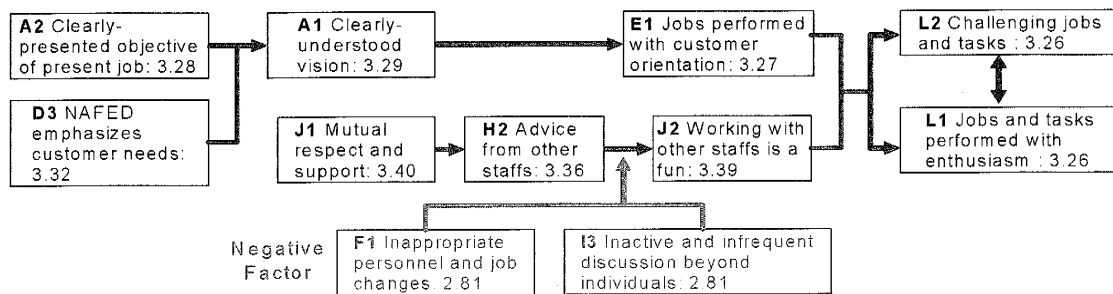 A2 Clearly-
presented objective
of present job: 3.28
A1 Clearly-
understood
vision: 3.29
E1 Jobs performed
with customer
orientation: 3.27
L2 Challenging jobs
and tasks : 3.26
D3 NAFED
emphasizes
customer needs:
3.32
J1 Mutual
respect and
support: 3.40
H2 Advice
from other
staffs: 3.36
J2 Working with
other staffs is a
fun: 3.39
L1 Jobs and tasks
performed with
enthusiasm : 3.26
Negative
Factor
F1 Inappropriate
personnel and job
changes: 2.81
I3 Inactive and infrequent
discussion beyond
individuals: 2.81